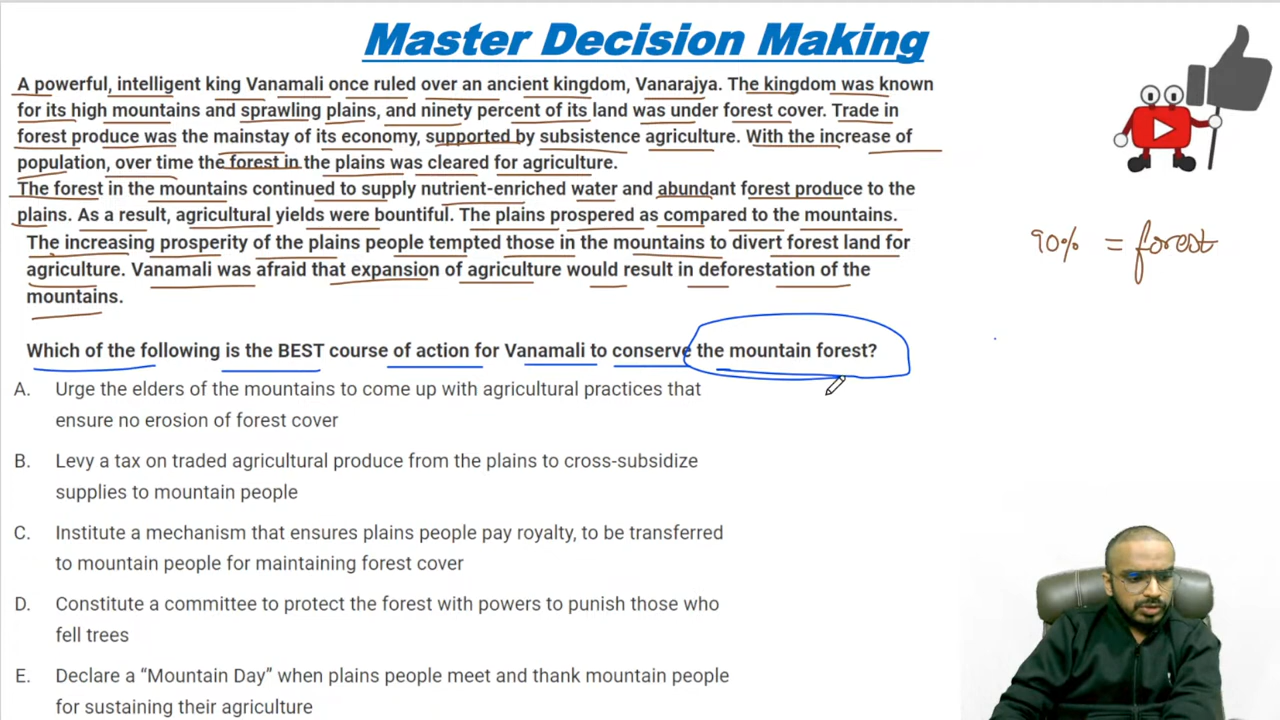 Master Decision Making
A powerful, intelligent king Vanamali once ruled over an ancient kingdom, Vanarajya. The kingdom was known
for its high mountains and sprawling plains, and ninety percent of its land was under forest cover. Trade in
forest produce was the mainstay of its economy, supported by subsistence agriculture. With the increase of
population, over time the forest in the plains was cleared for agriculture.
The forest in the mountains continued to supply nutrient-enriched water and abundant forest produce to the
plains. As a result, agricultural yields were bountiful. The plains prospered as compared to the mountains.
The increasing prosperity of the plains people tempted those in the mountains to divert forest land for
agriculture. Vanamali was afraid that expansion of agriculture would result in deforestation of the
mountains.
90% = forest
Which of the following is the BEST course of action for Vanamali to conserve the mountain forest?
A. Urge the elders of the mountains to come up with agricultural practices that
ensure no erosion of forest cover
B. Levy a tax on traded agricultural produce from the plains to cross-subsidize
supplies to mountain people
C. Institute a mechanism that ensures plains people pay royalty, to be transferred
to mountain people for maintaining forest cover
D. Constitute a committee to protect the forest with powers to punish those who
fell trees
E. Declare a “Mountain Day” when plains people meet and thank mountain people
for sustaining their agriculture